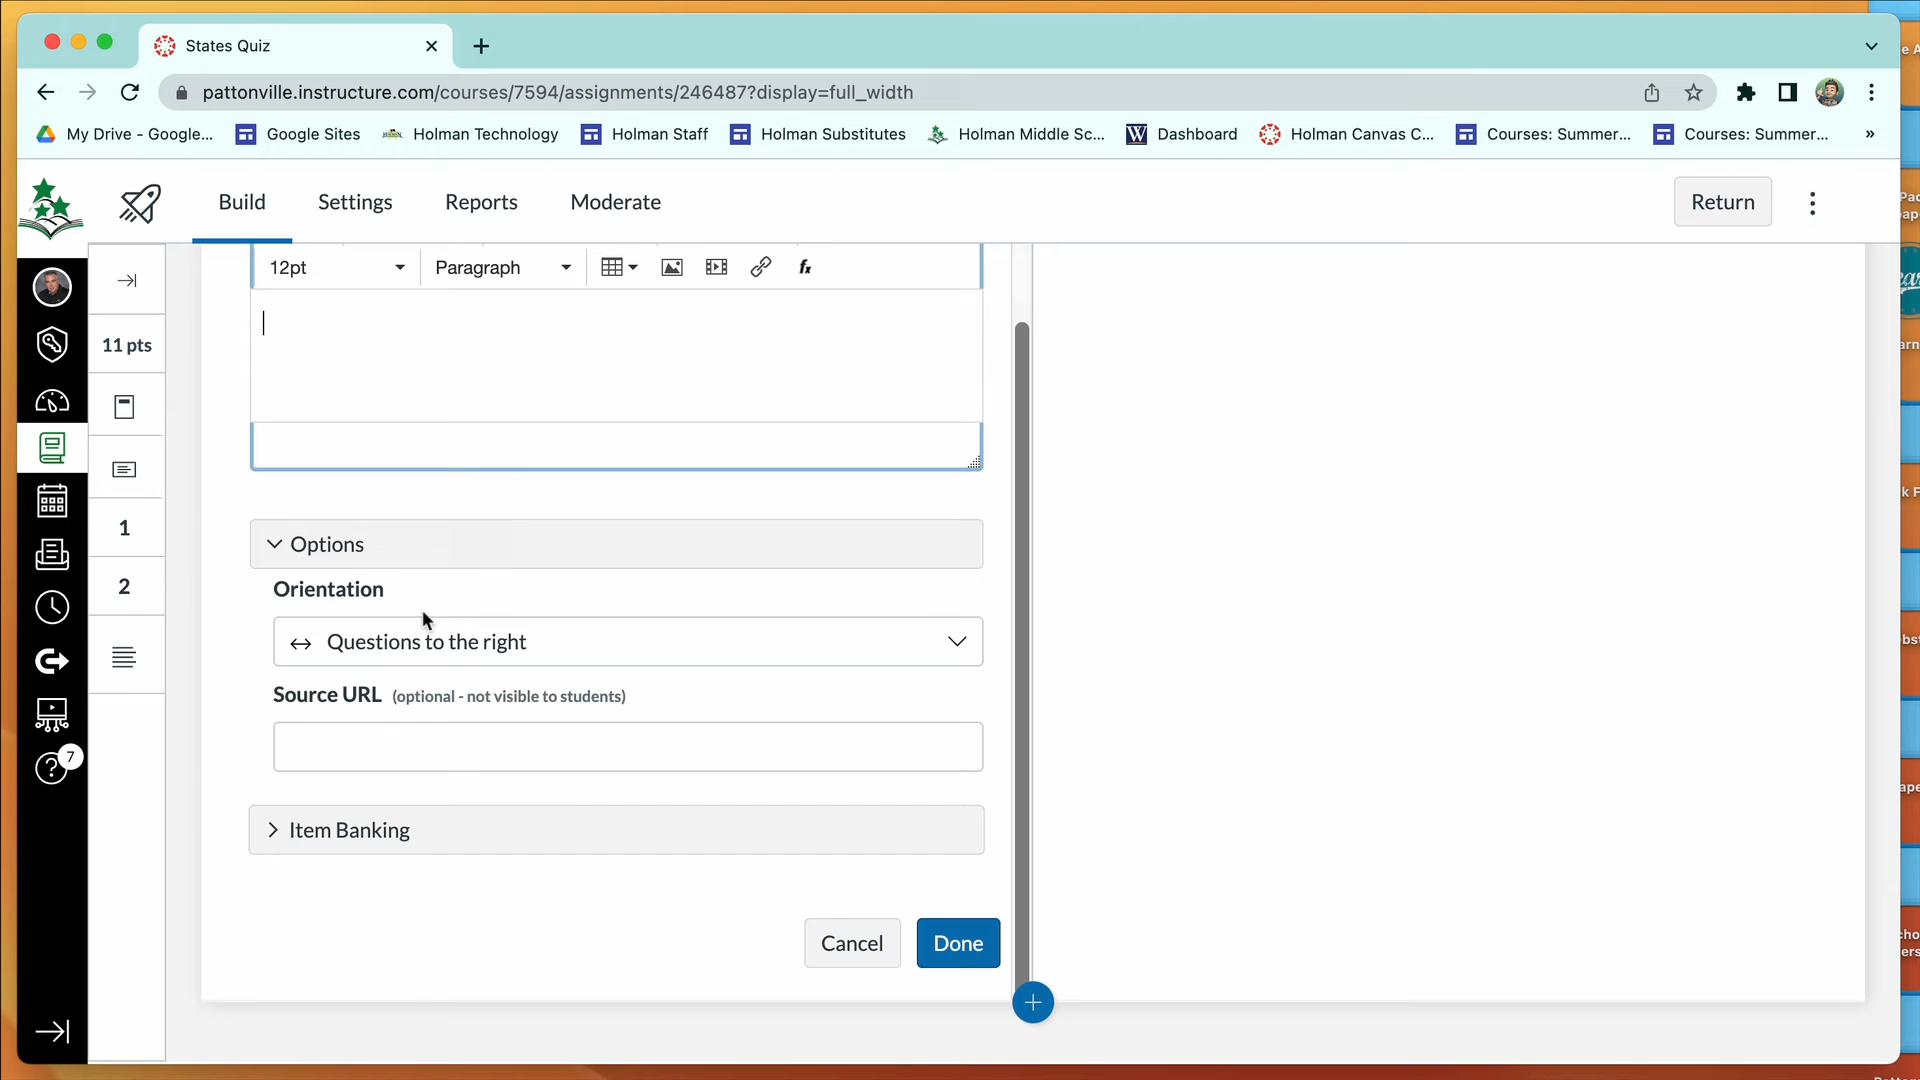 States Quiz
pattonville.instructure.com/courses/7594/assignments/246487?display=full_width
My Drive - Google... Google Sites Holman Technology Holman Staff Holman Substitutes Holman Middle Sc... W Dashboard Holman Canvas C... Courses: Summer... Courses: Summer... »
Build Settings Reports Moderate Return
12pt Paragraph fx
11 pts
1
2
7
Options
Orientation
Questions to the right
Source URL (optional - not visible to students)
Item Banking
Cancel Done